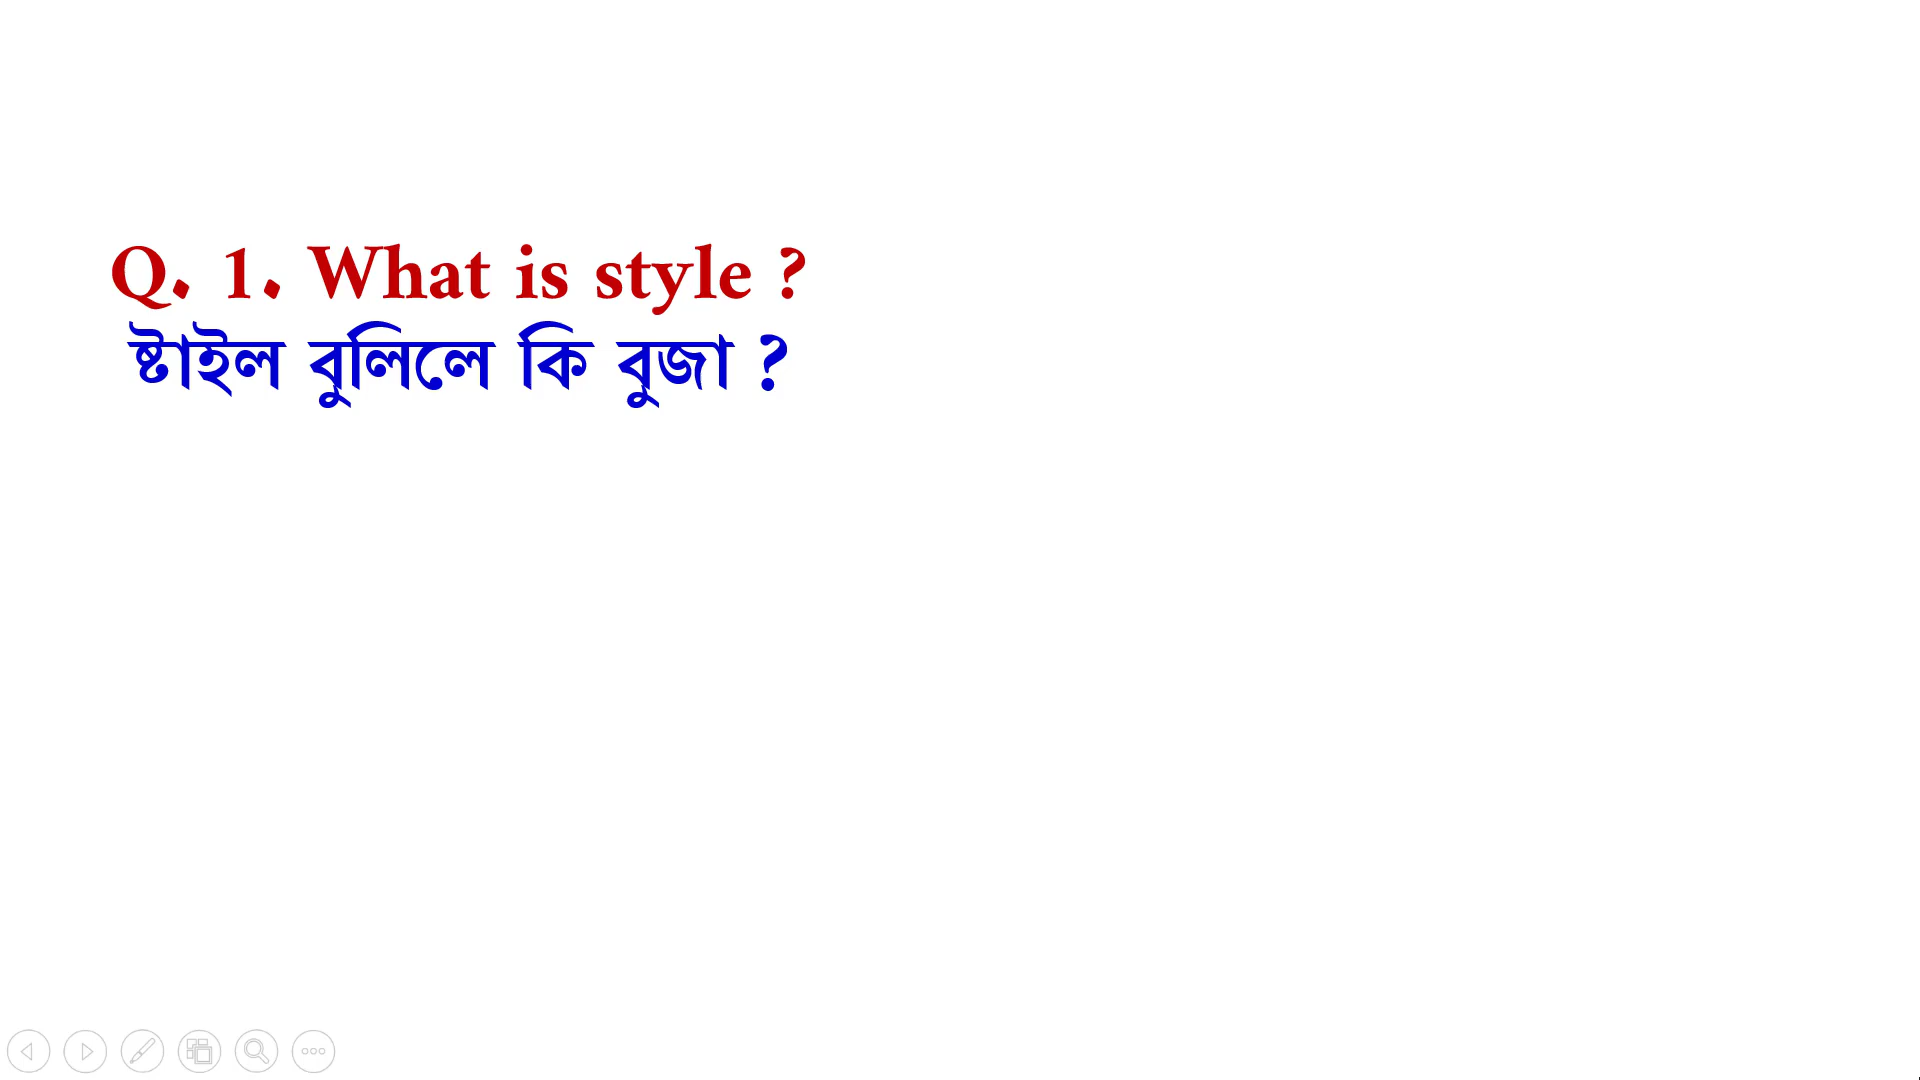 Q. 1. What is style ?
ষ্টাইল বুলিলে কি বুজা ?